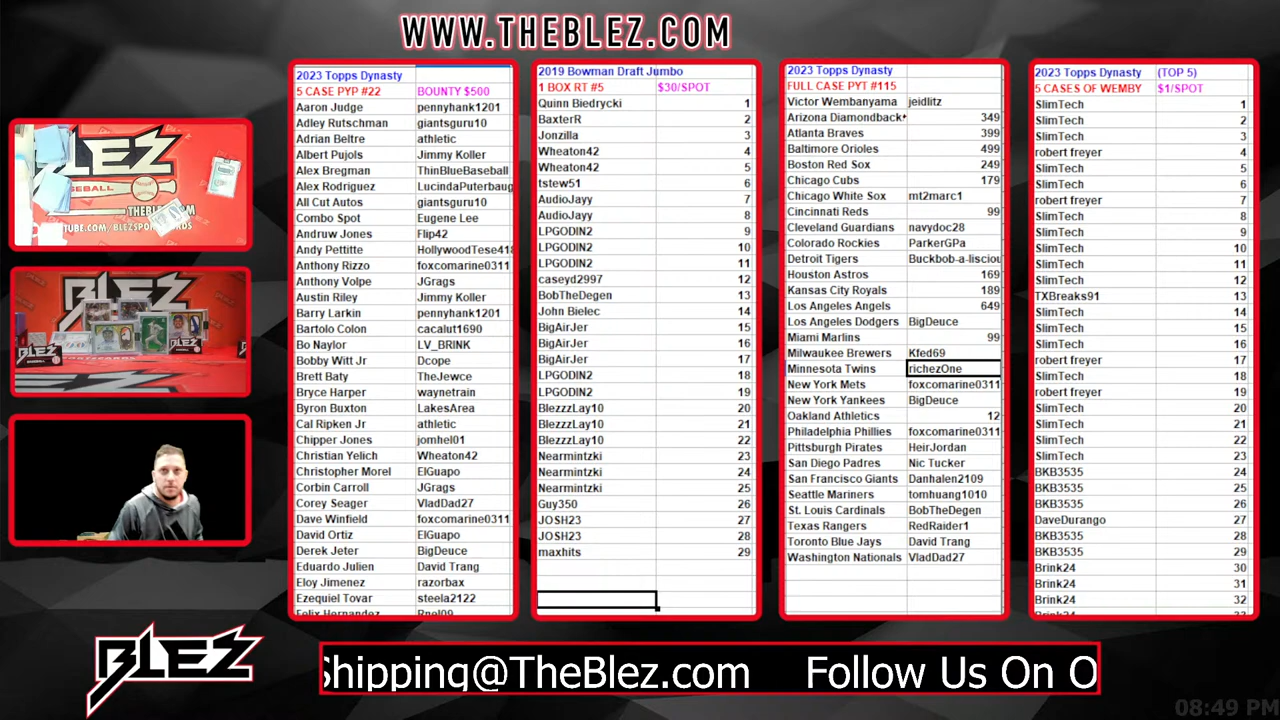 WWW.THEBLEZ.COM
BLEZ
BASEBALL
THEBLEZ
BLEZ
BLEZ
BLEZ
2023 Topps Dynasty
5 CASE PYP #22 BOUNTY $500
Aaron Judge pennyhank1201
Adley Rutschman giantsguru10
Adrian Beltre athletic
Albert Pujols Jimmy Koller
Alex Bregman ThinBlueBaseball
Alex Rodriguez LucindaPuterbaug
All Cut Autos giantsguru10
Combo Spot Eugene Lee
Andruw Jones Flip42
Andy Pettitte HollywoodTese418
Anthony Rizzo foxcomarine0311
Anthony Volpe JGrags
Austin Riley Jimmy Koller
Barry Larkin pennyhank1201
Bartolo Colon cacalut1690
Bo Naylor LV_BRINK
Bobby Witt Jr Dcope
Brett Baty TheJewce
Bryce Harper waynetrain
Byron Buxton LakesArea
Cal Ripken Jr athletic
Chipper Jones jomhel01
Christian Yelich Wheaton42
Christopher Morel ElGuapo
Corbin Carroll JGrags
Corey Seager VladDad27
Dave Winfield foxcomarine0311
David Ortiz ElGuapo
Derek Jeter BigDeuce
Eduardo Julien David Trang
Eloy Jimenez razorbax
Ezequiel Tovar steela2122
Felix Hernandez Rnel09
2019 Bowman Draft Jumbo
1 BOX RT #5 $30/SPOT
Quinn Biedrycki 1
BaxterR 2
Jonzilla 3
Wheaton42 4
Wheaton42 5
tstew51 6
AudioJayy 7
AudioJayy 8
LPGODIN2 9
LPGODIN2 10
LPGODIN2 11
caseyd2997 12
BobTheDegen 13
John Bielec 14
BigAirJer 15
BigAirJer 16
BigAirJer 17
LPGODIN2 18
LPGODIN2 19
BlezzzLay10 20
BlezzzLay10 21
BlezzzLay10 22
Nearmintzki 23
Nearmintzki 24
Nearmintzki 25
Guy350 26
JOSH23 27
JOSH23 28
maxhits 29
2023 Topps Dynasty
FULL CASE PYT #115
Victor Wembanyama jeidlitz
Arizona Diamondback 349
Atlanta Braves 399
Baltimore Orioles 499
Boston Red Sox 249
Chicago Cubs 179
Chicago White Sox mt2marc1
Cincinnati Reds 99
Cleveland Guardians navydoc28
Colorado Rockies ParkerGPa
Detroit Tigers Buckbob-a-lisciou
Houston Astros 169
Kansas City Royals 189
Los Angeles Angels 649
Los Angeles Dodgers BigDeuce
Miami Marlins 99
Milwaukee Brewers Kfed69
Minnesota Twins richezOne
New York Mets foxcomarine0311
New York Yankees BigDeuce
Oakland Athletics 12
Philadelphia Phillies foxcomarine0311
Pittsburgh Pirates HeirJordan
San Diego Padres Nic Tucker
San Francisco Giants Danhalen2109
Seattle Mariners tomhuang1010
St. Louis Cardinals BobTheDegen
Texas Rangers RedRaider1
Toronto Blue Jays David Trang
Washington Nationals VladDad27
2023 Topps Dynasty (TOP 5)
5 CASES OF WEMBY $1/SPOT
SlimTech 1
SlimTech 2
SlimTech 3
robert freyer 4
SlimTech 5
SlimTech 6
robert freyer 7
SlimTech 8
SlimTech 9
SlimTech 10
SlimTech 11
SlimTech 12
TXBreaks91 13
SlimTech 14
SlimTech 15
SlimTech 16
robert freyer 17
SlimTech 18
robert freyer 19
SlimTech 20
SlimTech 21
SlimTech 22
SlimTech 23
BKB3535 24
BKB3535 25
BKB3535 26
DaveDurango 27
BKB3535 28
BKB3535 29
Brink24 30
Brink24 31
Brink24 32
Brink24 33
BLEZ
Shipping@TheBlez.com Follow Us On O
08:49 PM